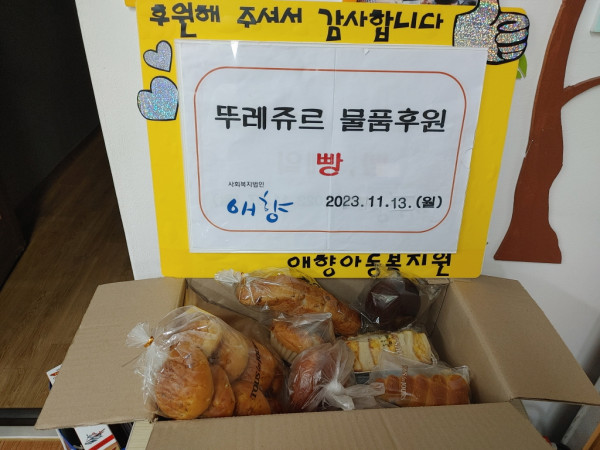 후원해 주셔서 감사합니다
뚜레쥬르 물품후원
빵
사회복지법인
애향
2023. 11. 13. (월)
애향아동복지원